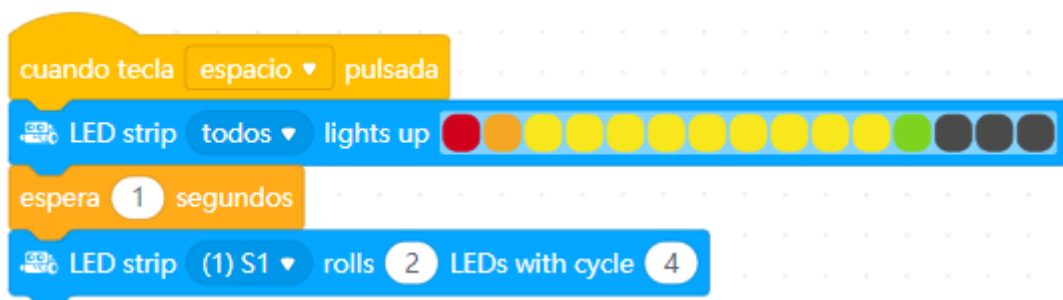 cuando tecla espacio pulsada
LED strip todos lights up
espera 1 segundos
LED strip (1) S1 rolls 2 LEDs with cycle 4